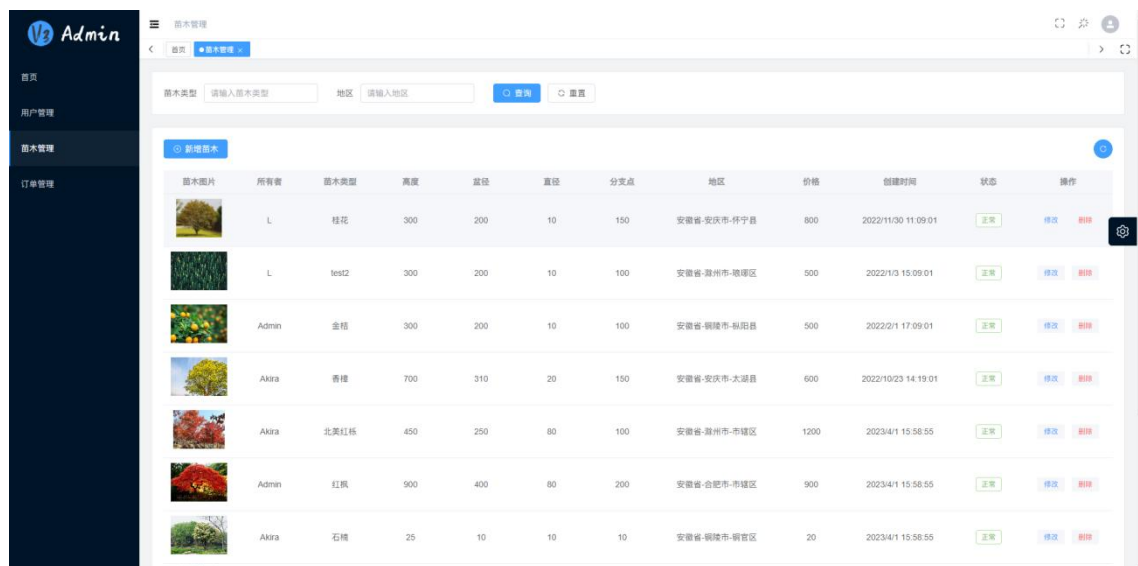 V3 Admin
苗木管理
首页 苗木管理 ×
首页
用户管理
苗木管理
订单管理
苗木类型 请输入苗木类型 地区 请输入地区 查询 重置
新增苗木
苗木图片 所有者 苗木类型 高度 蓬径 直径 分支点 地区 价格 创建时间 状态 操作
L 桂花 300 200 10 150 安徽省-安庆市-怀宁县 800 2022/11/30 11:09:01 正常 修改 删除
L test2 300 200 10 100 安徽省-滁州市-琅琊区 500 2022/1/3 15:09:01 正常 修改 删除
Admin 金桔 300 200 10 100 安徽省-铜陵市-枞阳县 500 2022/2/1 17:09:01 正常 修改 删除
Akira 香橼 700 310 20 150 安徽省-安庆市-太湖县 600 2022/10/23 14:19:01 正常 修改 删除
Akira 北美红栎 450 250 80 100 安徽省-滁州市-市辖区 1200 2023/4/1 15:58:55 正常 修改 删除
Admin 红枫 900 400 80 200 安徽省-合肥市-市辖区 900 2023/4/1 15:58:55 正常 修改 删除
Akira 石楠 25 10 10 10 安徽省-铜陵市-铜官区 20 2023/4/1 15:58:55 正常 修改 删除